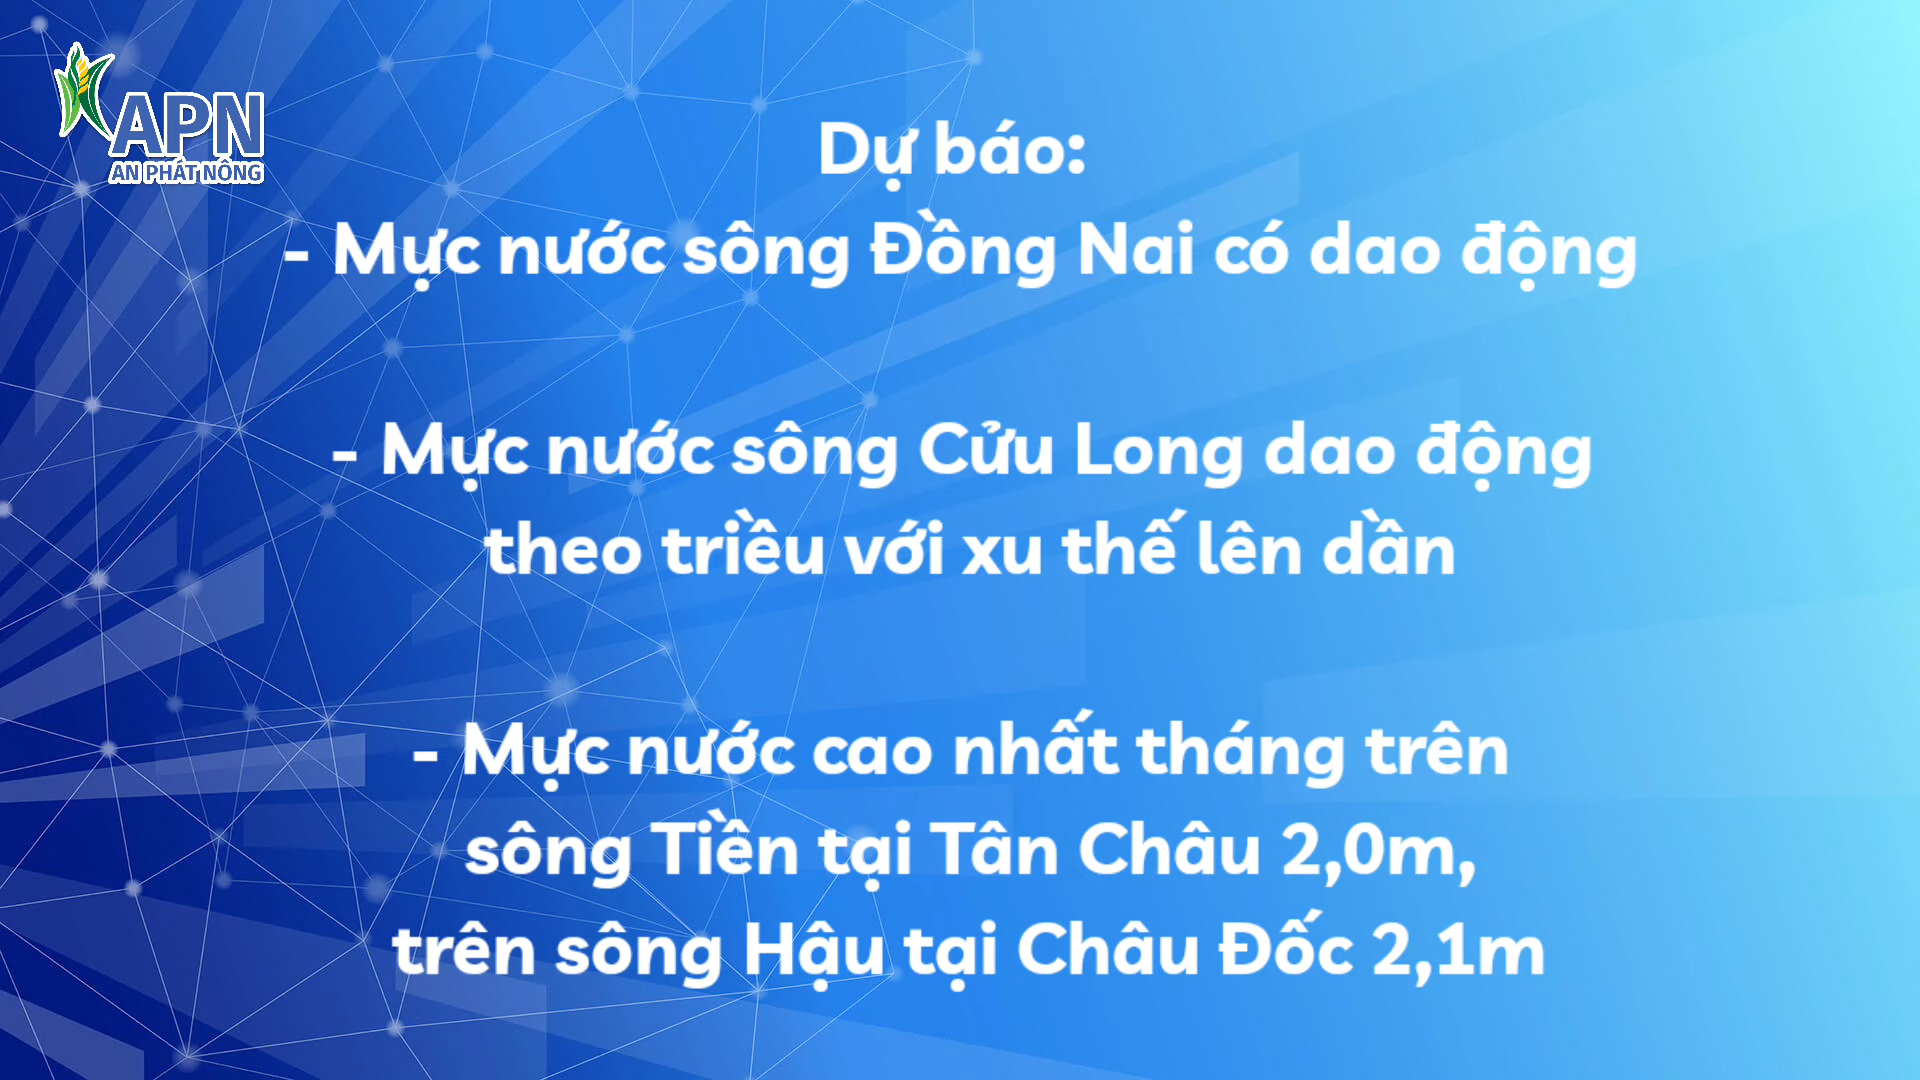 APN
AN PHÁT NÔNG
Dự báo:
- Mực nước sông Đồng Nai có dao động
- Mực nước sông Cửu Long dao động
theo triều với xu thế lên dần
- Mực nước cao nhất tháng trên
sông Tiền tại Tân Châu 2,0m,
trên sông Hậu tại Châu Đốc 2,1m